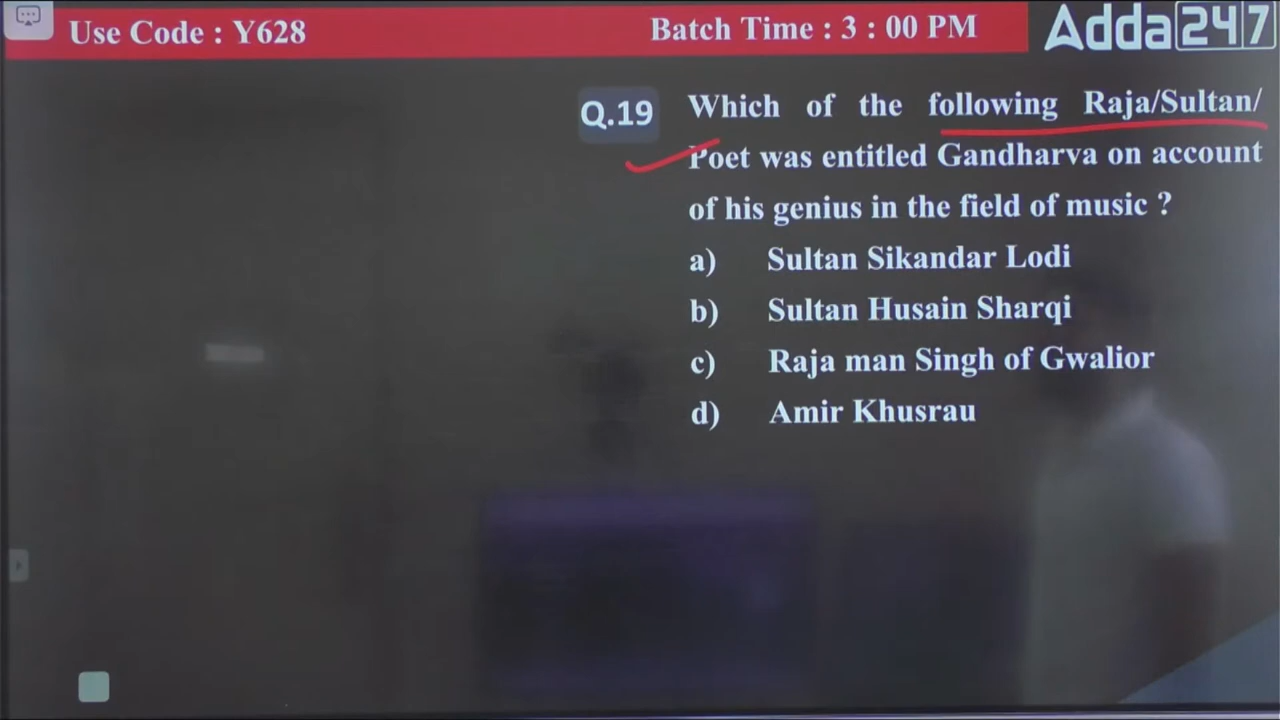 Use Code : Y628
Batch Time : 3 : 00 PM
Adda247
Q.19
Which of the following Raja/Sultan/
Poet was entitled Gandharva on account
of his genius in the field of music ?
a) Sultan Sikandar Lodi
b) Sultan Husain Sharqi
c) Raja man Singh of Gwalior
d) Amir Khusrau